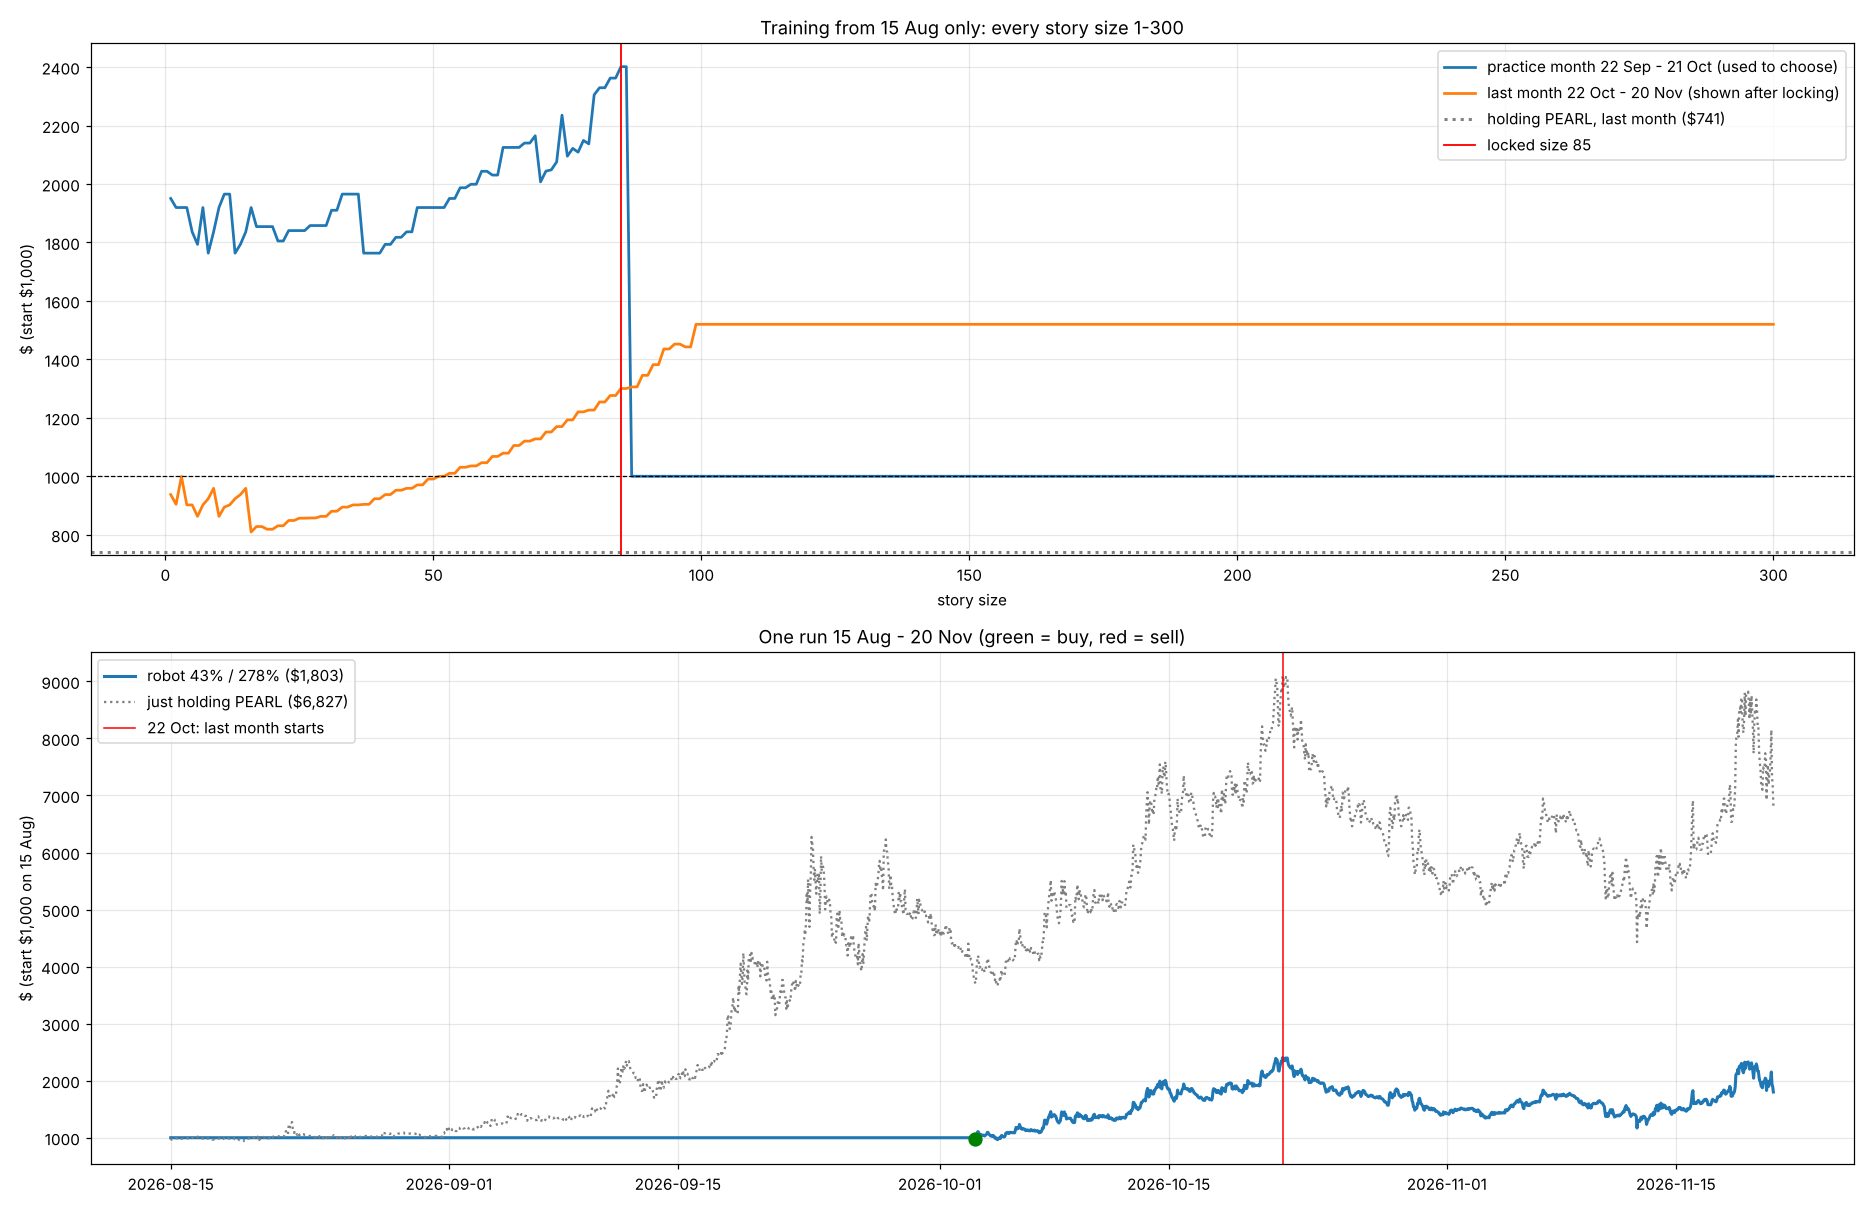 Training from 15 Aug only: every story size 1-300
$ (start $1,000)
2400
2200
2000
1800
1600
1400
1200
1000
800
practice month 22 Sep - 21 Oct (used to choose)
last month 22 Oct - 20 Nov (shown after locking)
holding PEARL, last month ($741)
locked size 85
0 50 100 150 200 250 300
story size
One run 15 Aug - 20 Nov (green = buy, red = sell)
$ (start $1,000 on 15 Aug)
9000
8000
7000
6000
5000
4000
3000
2000
1000
robot 43% / 278% ($1,803)
just holding PEARL ($6,827)
22 Oct: last month starts
2026-08-15 2026-09-01 2026-09-15 2026-10-01 2026-10-15 2026-11-01 2026-11-15